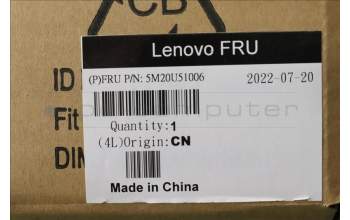 CB
Lenovo FRU
(P)FRU P/N: 5M20U51006
2022-07-20
ID
Fit
DIM
Quantity:1
(4L)Origin:CN
Made in China